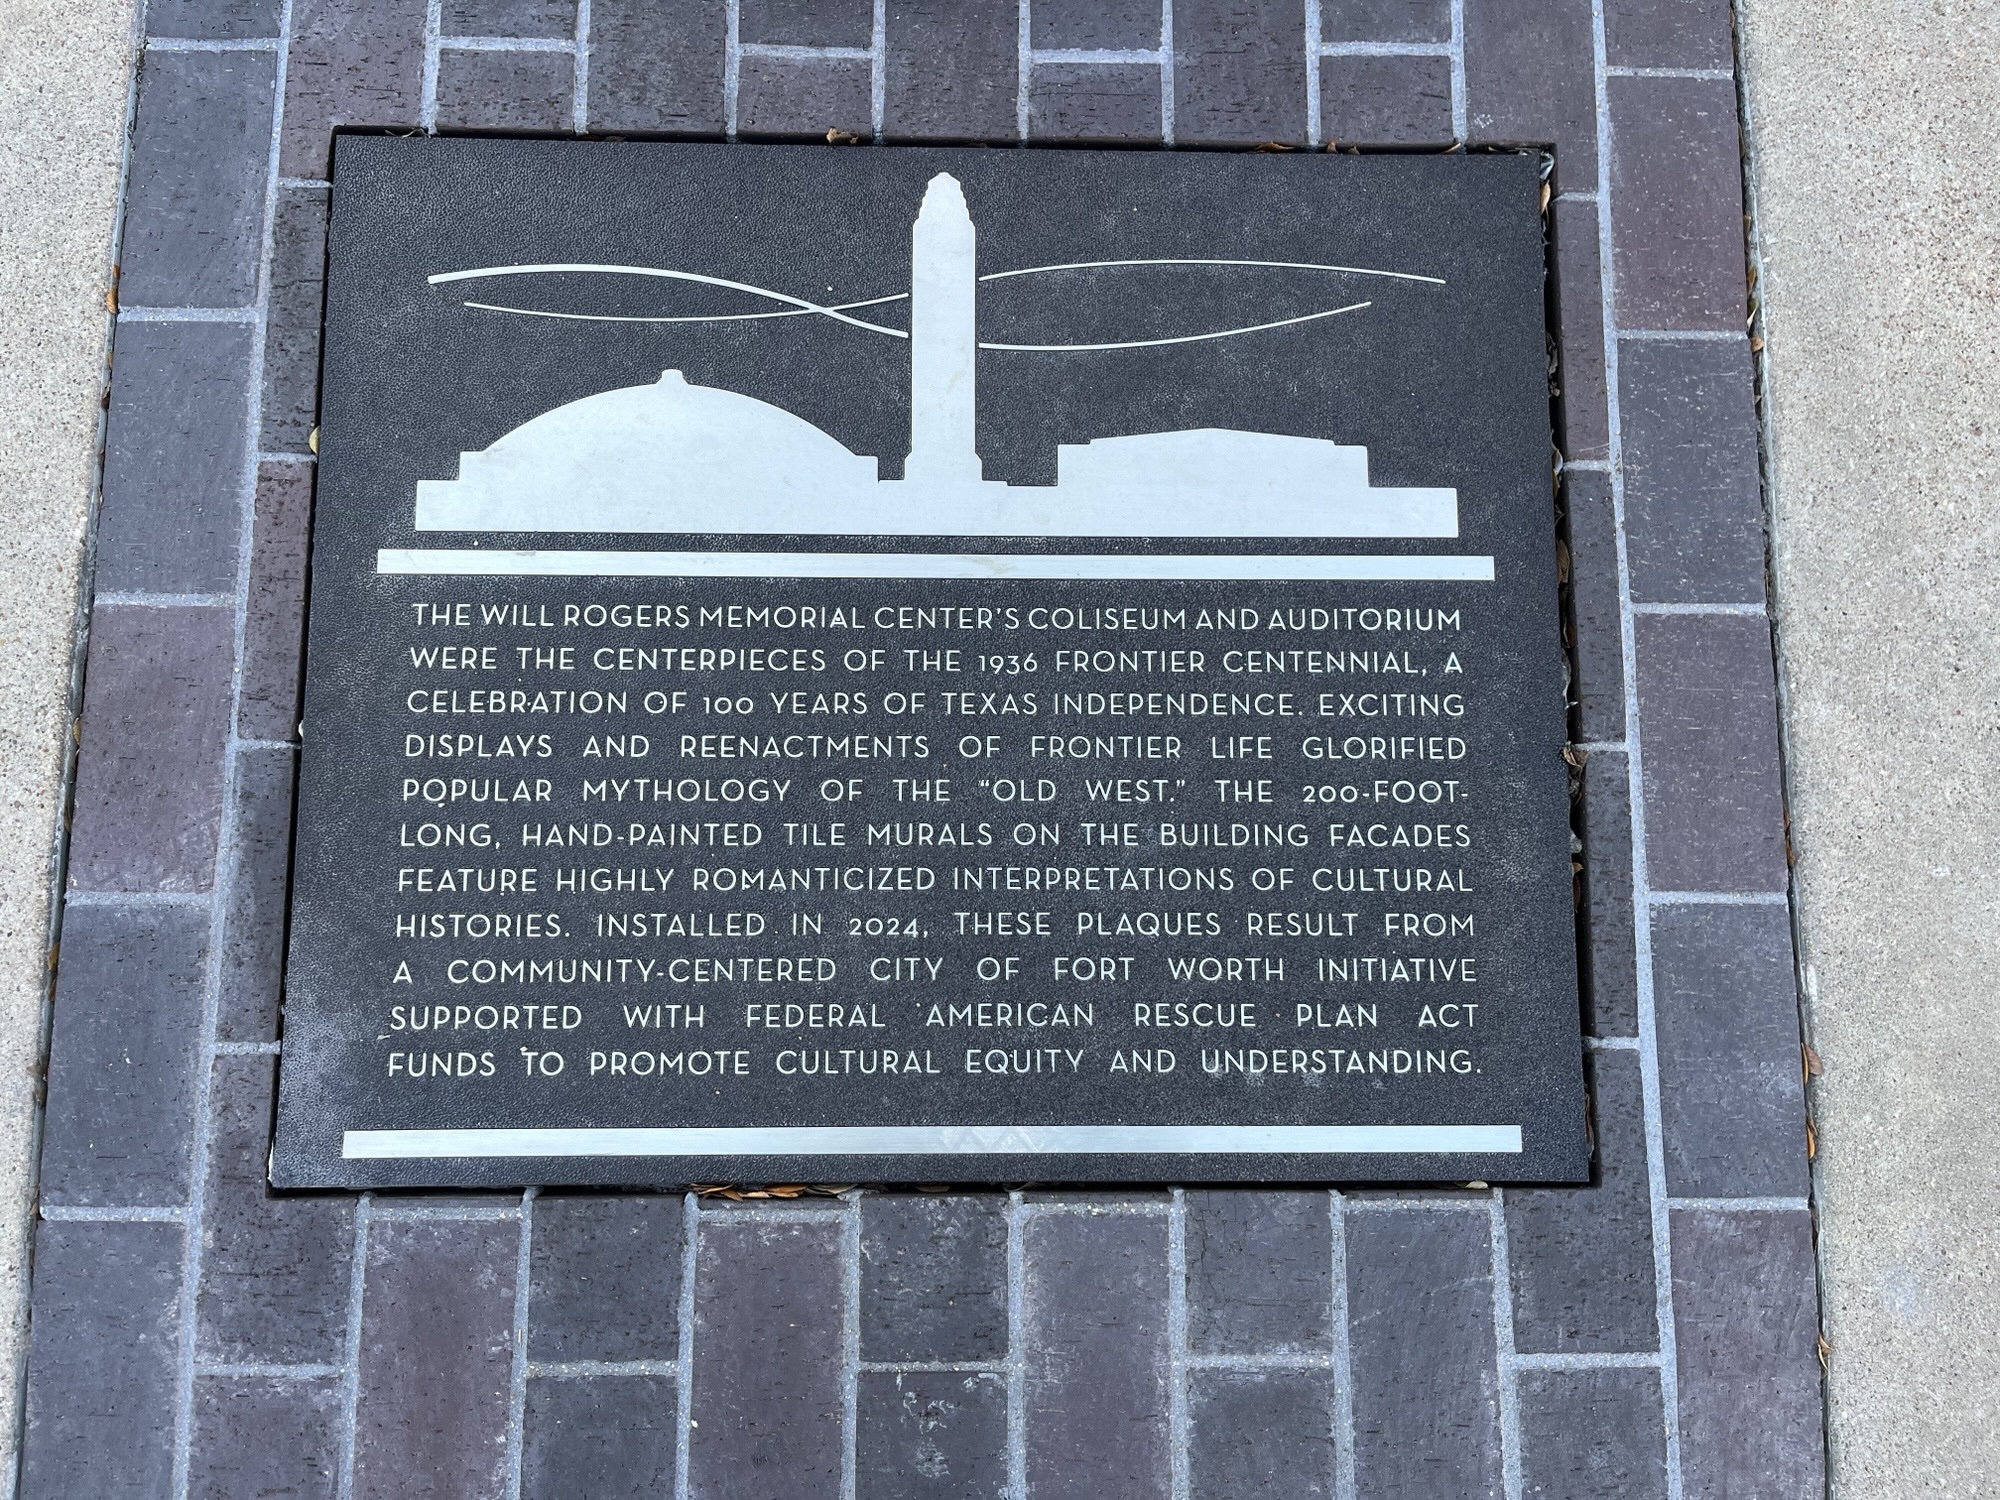 THE WILL ROGERS MEMORIAL CENTER'S COLISEUM AND AUDITORIUM
WERE THE CENTERPIECES OF THE 1936 FRONTIER CENTENNIAL, A
CELEBRATION OF 100 YEARS OF TEXAS INDEPENDENCE. EXCITING
DISPLAYS AND REENACTMENTS OF FRONTIER LIFE GLORIFIED
POPULAR MYTHOLOGY OF THE "OLD WEST." THE 200-FOOT-
LONG, HAND-PAINTED TILE MURALS ON THE BUILDING FACADES
FEATURE HIGHLY ROMANTICIZED INTERPRETATIONS OF CULTURAL
HISTORIES. INSTALLED IN 2024, THESE PLAQUES RESULT FROM
A COMMUNITY-CENTERED CITY OF FORT WORTH INITIATIVE
SUPPORTED WITH FEDERAL AMERICAN RESCUE PLAN ACT
FUNDS TO PROMOTE CULTURAL EQUITY AND UNDERSTANDING.